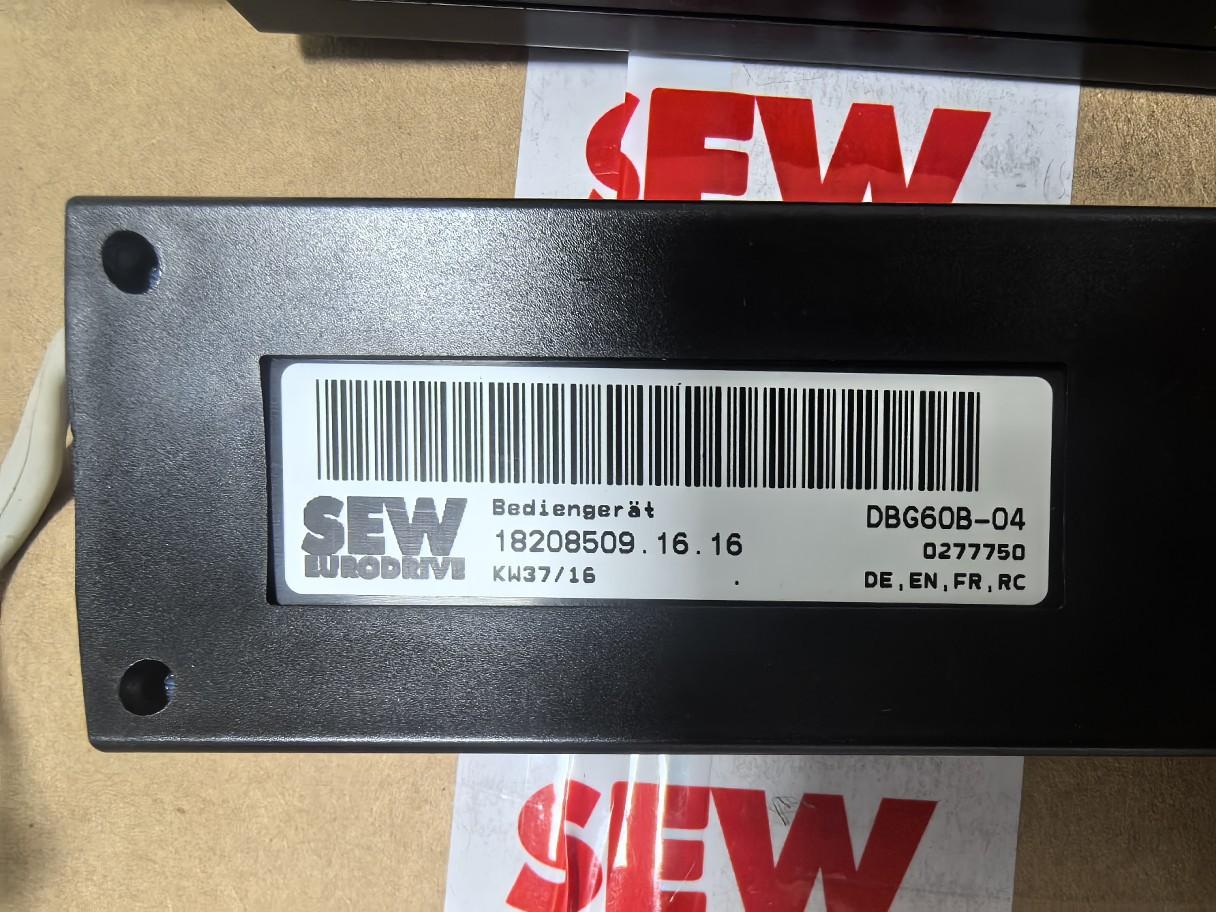 SEW
SEW
EURODRIVE
Bediengerät
18208509.16.16
KW37/16
DBG60B-04
0277750
DE,EN,FR,RC
SEW